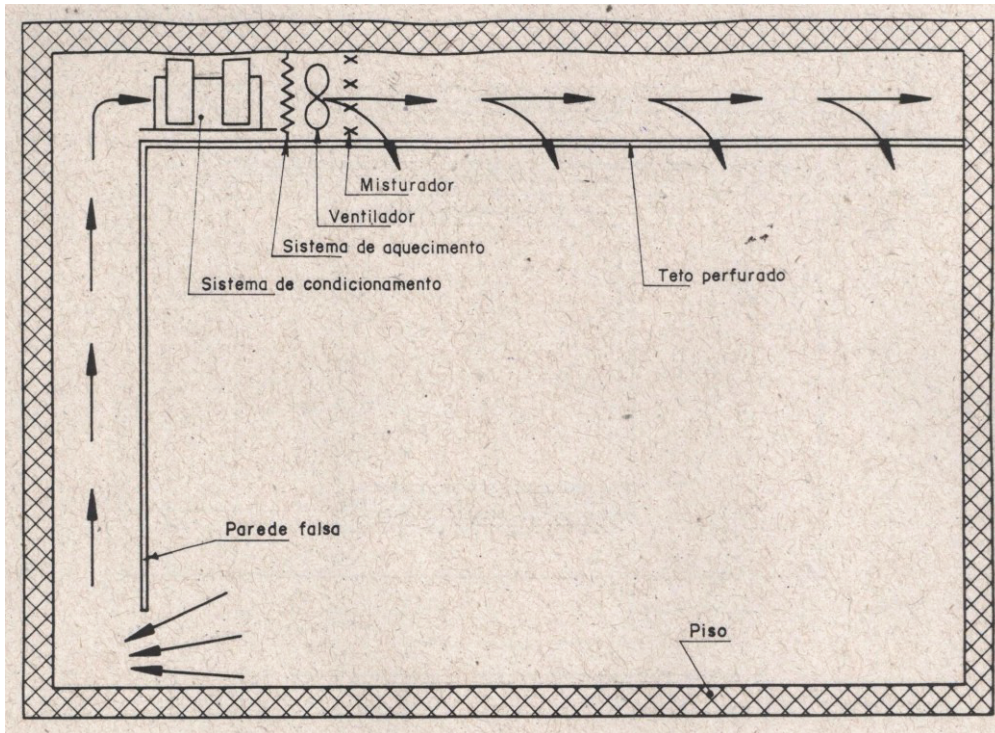 Misturador
Ventilador
Sistema de aquecimento
Sistema de condicionamento
Teto perfurado
Parede falsa
Piso